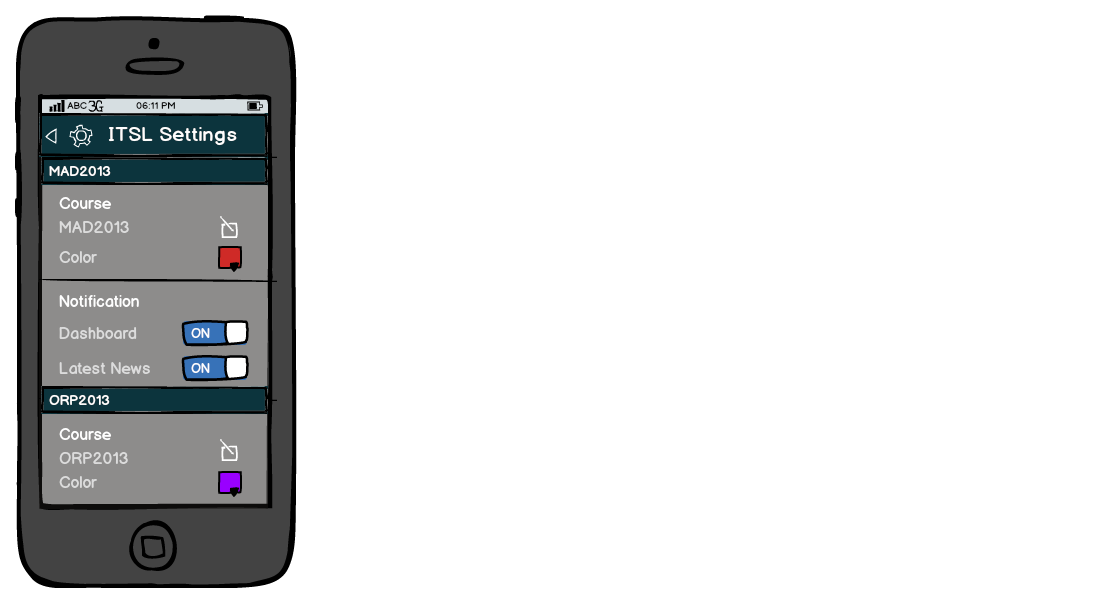 ABC 3G 06:11 PM
ITSL Settings
MAD2013
Course
MAD2013
Color
Notification
Dashboard ON
Latest News ON
ORP2013
Course
ORP2013
Color